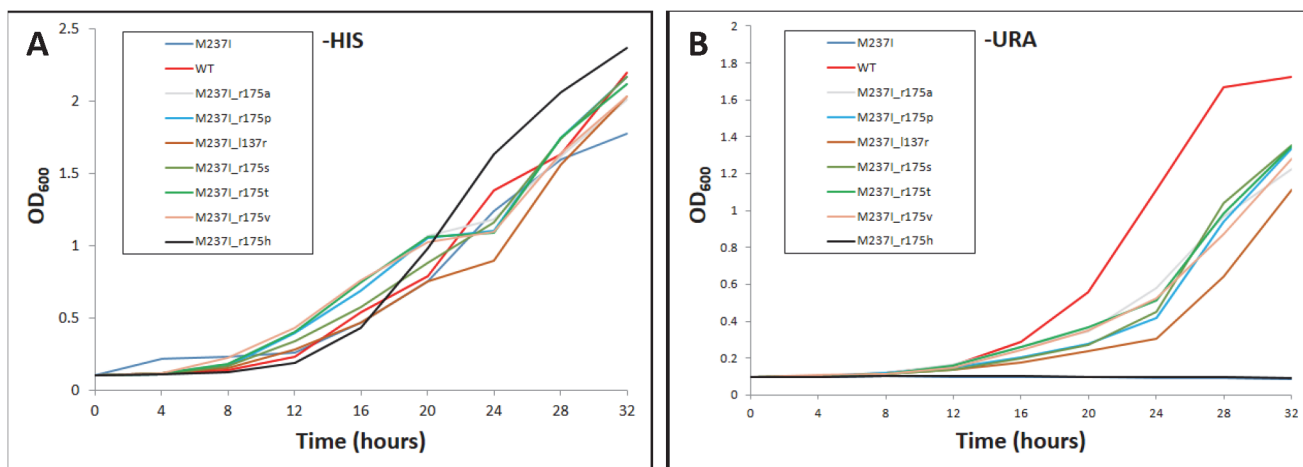 A
-HIS
M237I
WT
M237I_r175a
M237I_r175p
M237I_l137r
M237I_r175s
M237I_r175t
M237I_r175v
M237I_r175h
OD600
2.5
2
1.5
1
0.5
0
0 4 8 12 16 20 24 28 32
Time (hours)
B
-URA
M237I
WT
M237I_r175a
M237I_r175p
M237I_l137r
M237I_r175s
M237I_r175t
M237I_r175v
M237I_r175h
OD600
2
1.8
1.6
1.4
1.2
1
0.8
0.6
0.4
0.2
0
0 4 8 12 16 20 24 28 32
Time (hours)